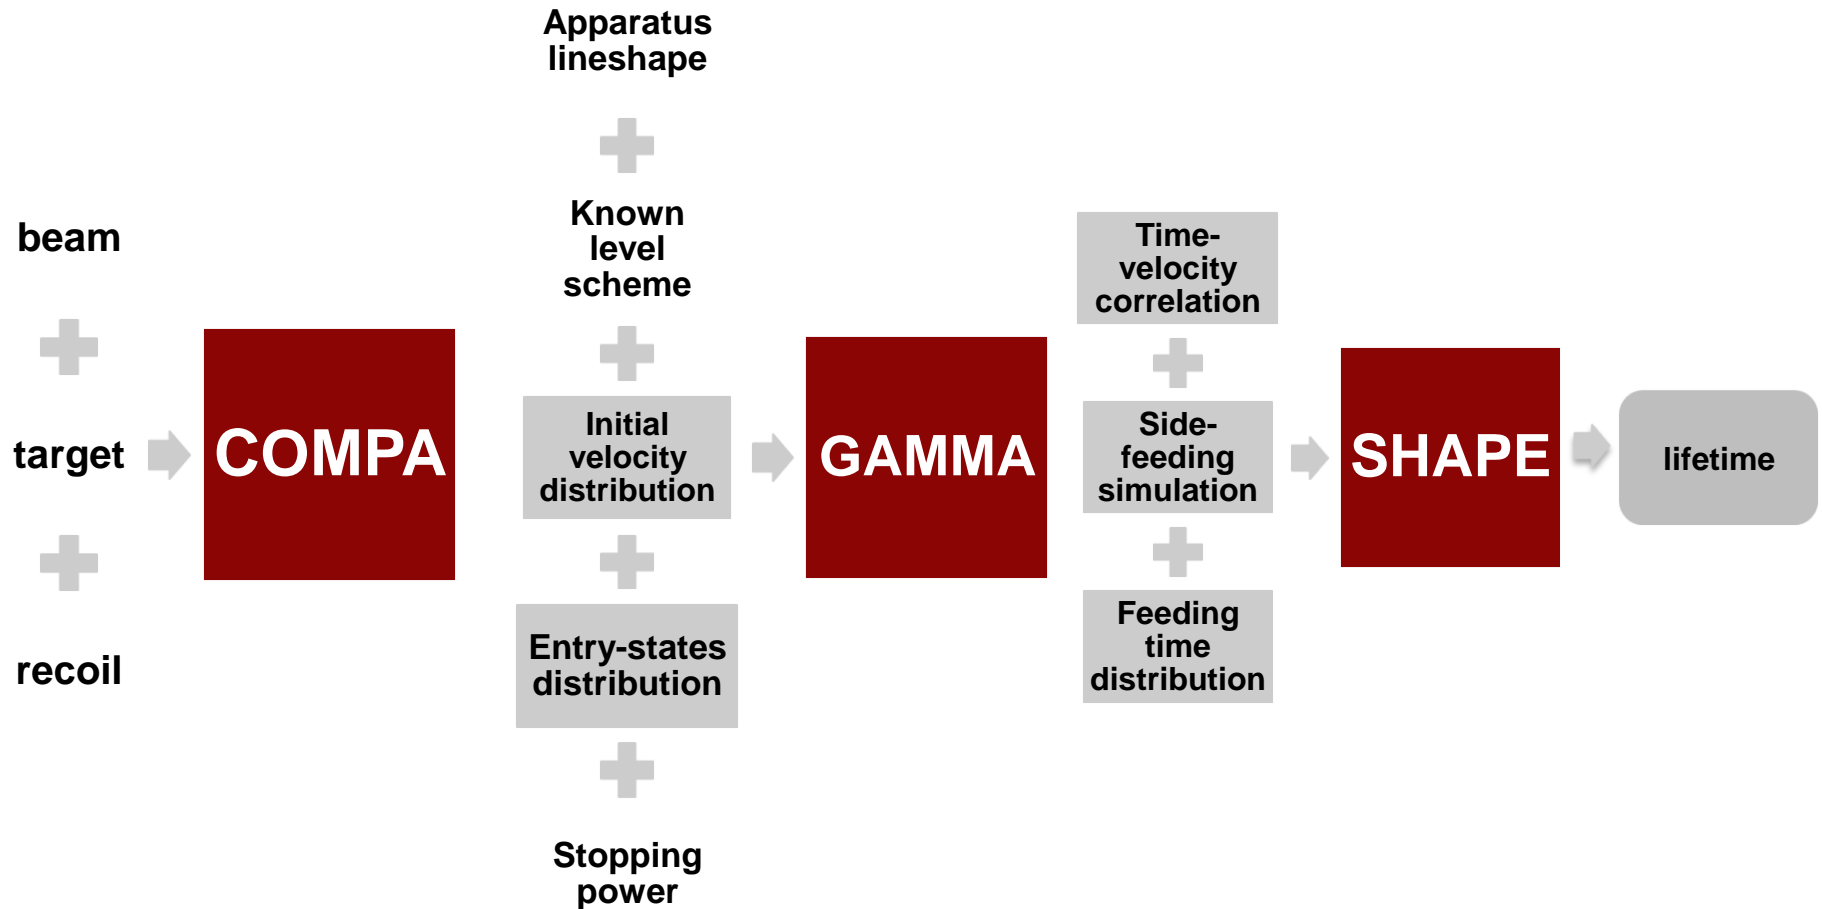 beam
target
recoil
COMPA
Apparatus
lineshape
Known
level
scheme
Initial
velocity
distribution
Entry-states
distribution
Stopping
power
GAMMA
Time-
velocity
correlation
Side-
feeding
simulation
Feeding
time
distribution
SHAPE
lifetime